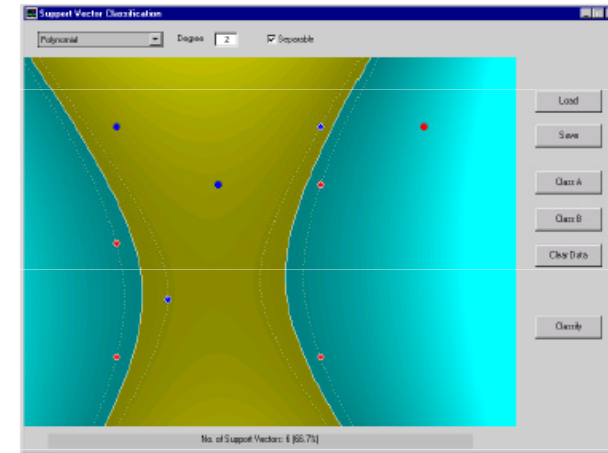 Support Vector Classification
Polynomial Degree 2 Separable
Load
Save
Class A
Class B
Clear Data
Classify
No. of Support Vectors: 6 (66.7%)